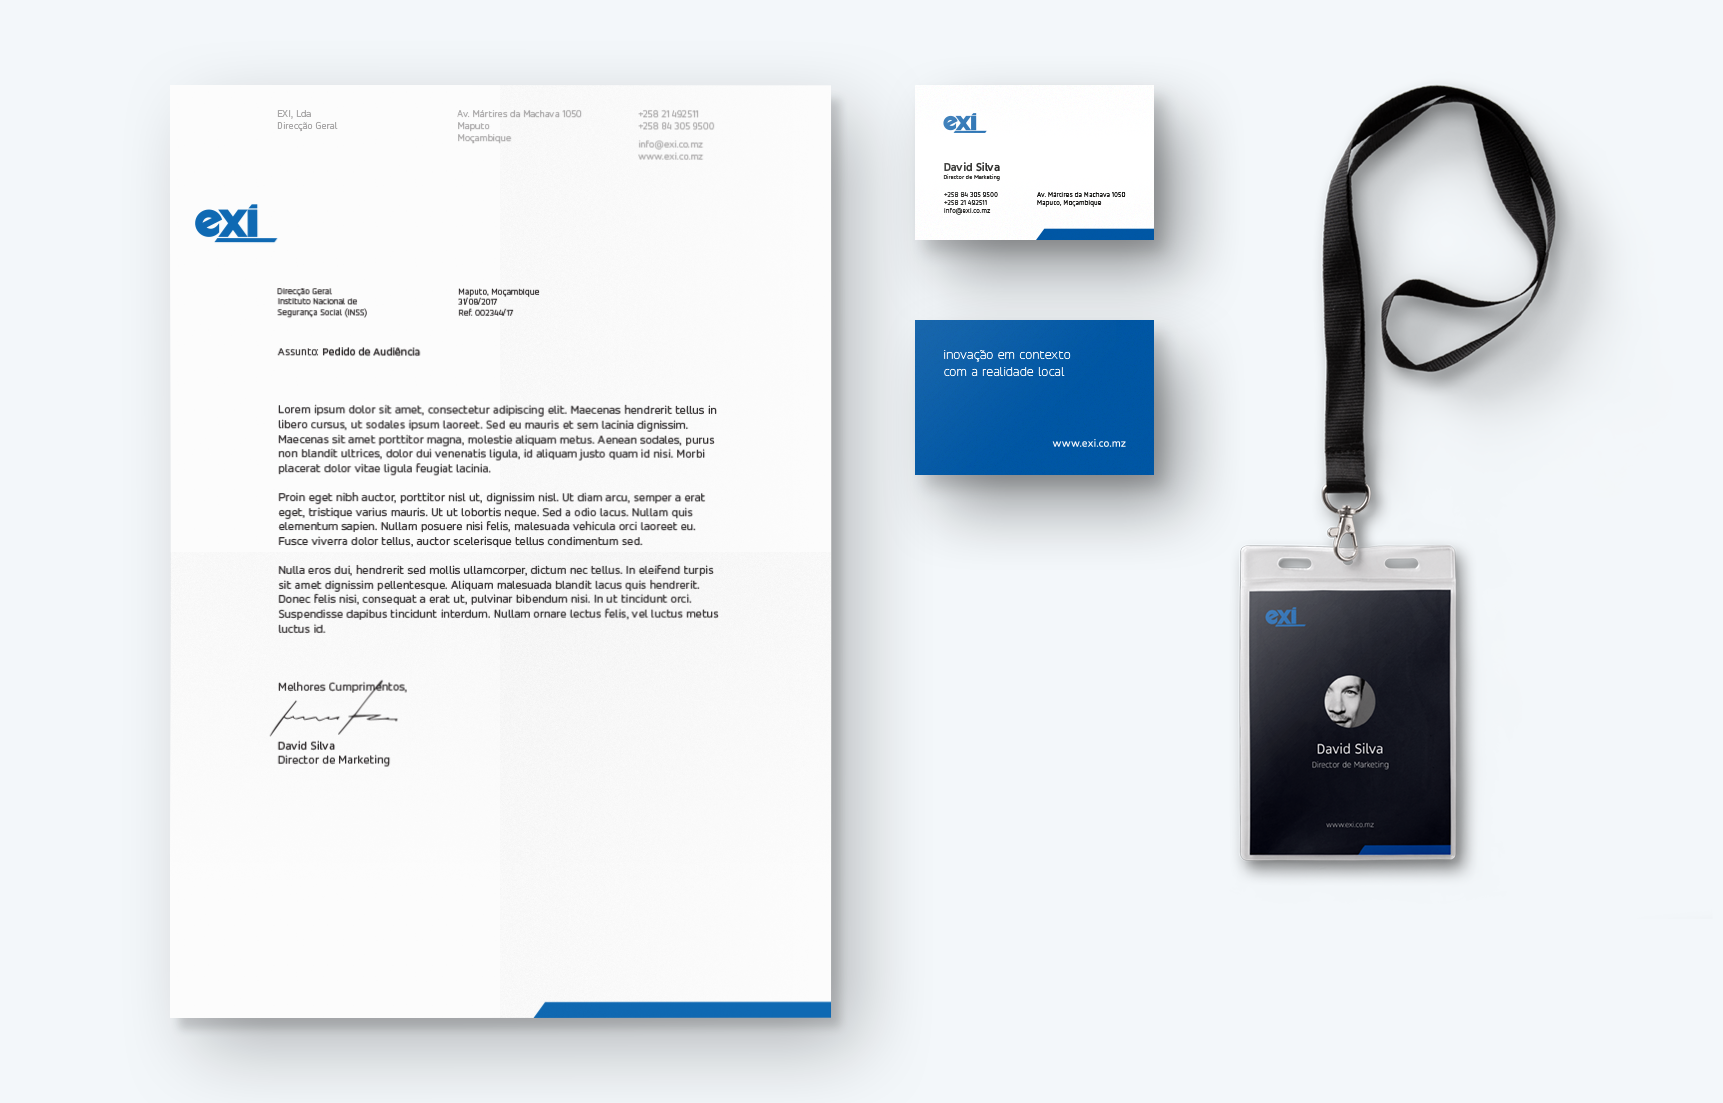 EXI, Lda
Direcção Geral
Av. Mártires da Machava 1050
Maputo
Moçambique
+258 21 492511
+258 84 305 9500
info@exi.co.mz
www.exi.co.mz
exi
Direcção Geral
Instituto Nacional de
Segurança Social (INSS)
Maputo, Moçambique
31/08/2017
Ref. 002344/17
Assunto: Pedido de Audiência
Lorem ipsum dolor sit amet, consectetur adipiscing elit. Maecenas hendrerit tellus in
libero cursus, ut sodales ipsum laoreet. Sed eu mauris et sem lacinia dignissim.
Maecenas sit amet porttitor magna, molestie aliquam metus. Aenean sodales, purus
non blandit ultrices, dolor dui venenatis ligula, id aliquam justo quam id nisi. Morbi
placerat dolor vitae ligula feugiat lacinia.
Proin eget nibh auctor, porttitor nisl ut, dignissim nisl. Ut diam arcu, semper a erat
eget, tristique varius mauris. Ut ut lobortis neque. Sed a odio lacus. Nullam quis
elementum sapien. Nullam posuere nisi felis, malesuada vehicula orci laoreet eu.
Fusce viverra dolor tellus, auctor scelerisque tellus condimentum sed.
Nulla eros dui, hendrerit sed mollis ullamcorper, dictum nec tellus. In eleifend turpis
sit amet dignissim pellentesque. Aliquam malesuada blandit lacus quis hendrerit.
Donec felis nisi, consequat a erat ut, pulvinar bibendum nisi. In ut tincidunt orci.
Suspendisse dapibus tincidunt interdum. Nullam ornare lectus felis, vel luctus metus
luctus id.
Melhores Cumprimentos,
David Silva
Director de Marketing
exi
David Silva
Director de Marketing
+258 84 305 9500
+258 21 492511
info@exi.co.mz
Av. Mártires da Machava 1050
Maputo, Moçambique
inovação em contexto
com a realidade local
www.exi.co.mz
exi
David Silva
Director de Marketing
www.exi.co.mz